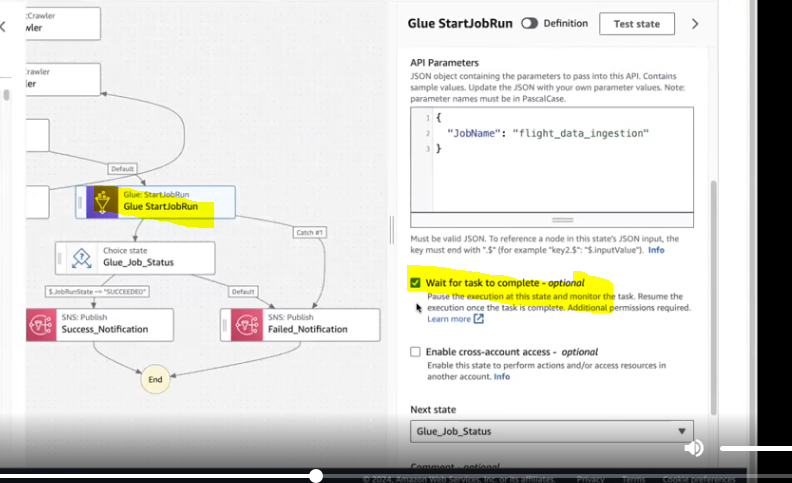 Crawler
wler
rawler
ler
Default
Glue: StartJobRun
Glue StartJobRun
Catch #1
Choice state
Glue_Job_Status
$.JobRunState == "SUCCEEDED"
Default
SNS: Publish
Success_Notification
SNS: Publish
Failed_Notification
End
Glue StartJobRun
Definition
Test state
API Parameters
JSON object containing the parameters to pass into this API. Contains
sample values. Update the JSON with your own parameter values. Note:
parameter names must be in PascalCase.
1 {
2 "JobName": "flight_data_ingestion"
3 }
Must be valid JSON. To reference a node in this state's JSON input, the
key must end with ".$" (for example "key2.$": "$.inputValue"). Info
Wait for task to complete - optional
Pause the execution at this state and monitor the task. Resume the
execution once the task is complete. Additional permissions required.
Learn more
Enable cross-account access - optional
Enable this state to perform actions and/or access resources in
another account. Info
Next state
Glue_Job_Status
Comment - optional
© 2024, Amazon Web Services, Inc. or its affiliates.
Privacy
Terms
Cookie preferences